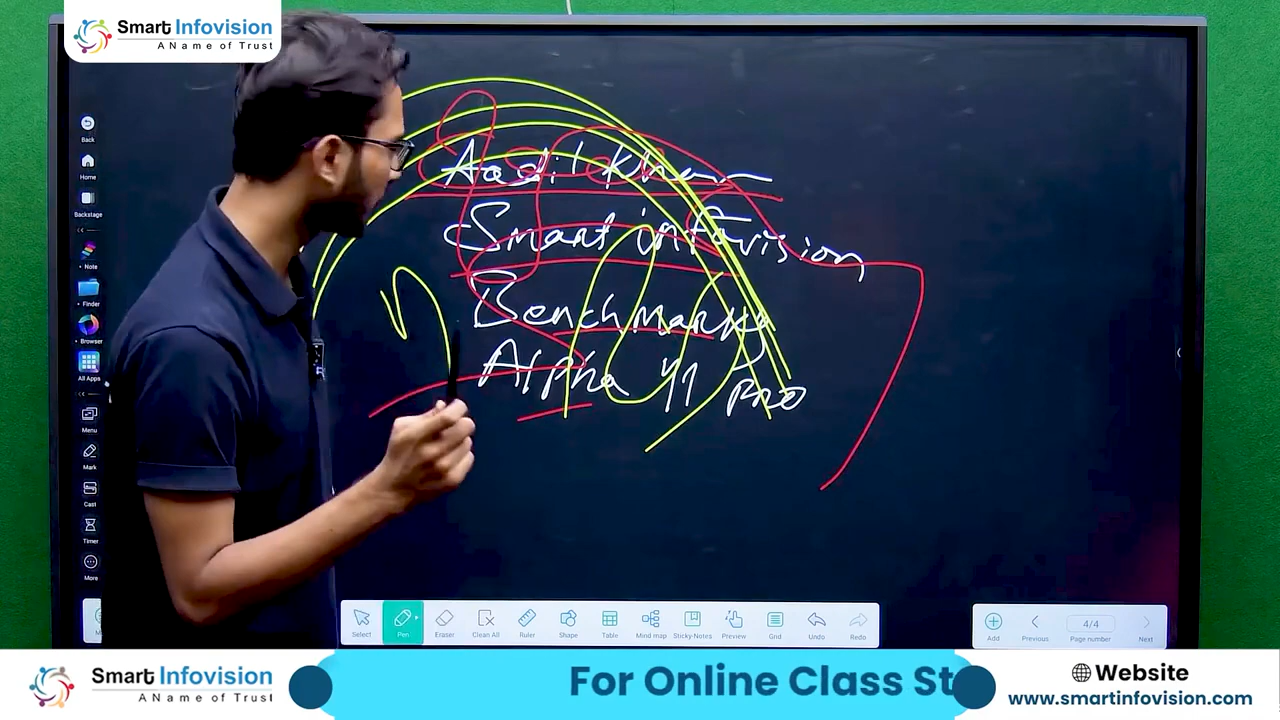 Smart Infovision
A Name of Trust
Aadil Khan
Smart infovision
Benchmark
Alpha Pro
Back
Home
Backstage
Note
Finder
Browser
All Apps
Menu
Mark
Cast
Timer
More
Select
Pen
Eraser
Clean All
Ruler
Shape
Table
Mind map
Sticky-Notes
Preview
Grid
Undo
Redo
Add
Previous
4/4
Page number
Next
Smart Infovision
A Name of Trust
For Online Class St
Website
www.smartinfovision.com